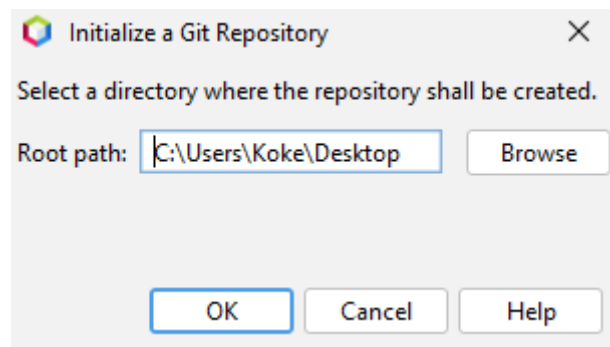 Initialize a Git Repository
Select a directory where the repository shall be created.
Root path: C:\Users\Koke\Desktop Browse
OK Cancel Help